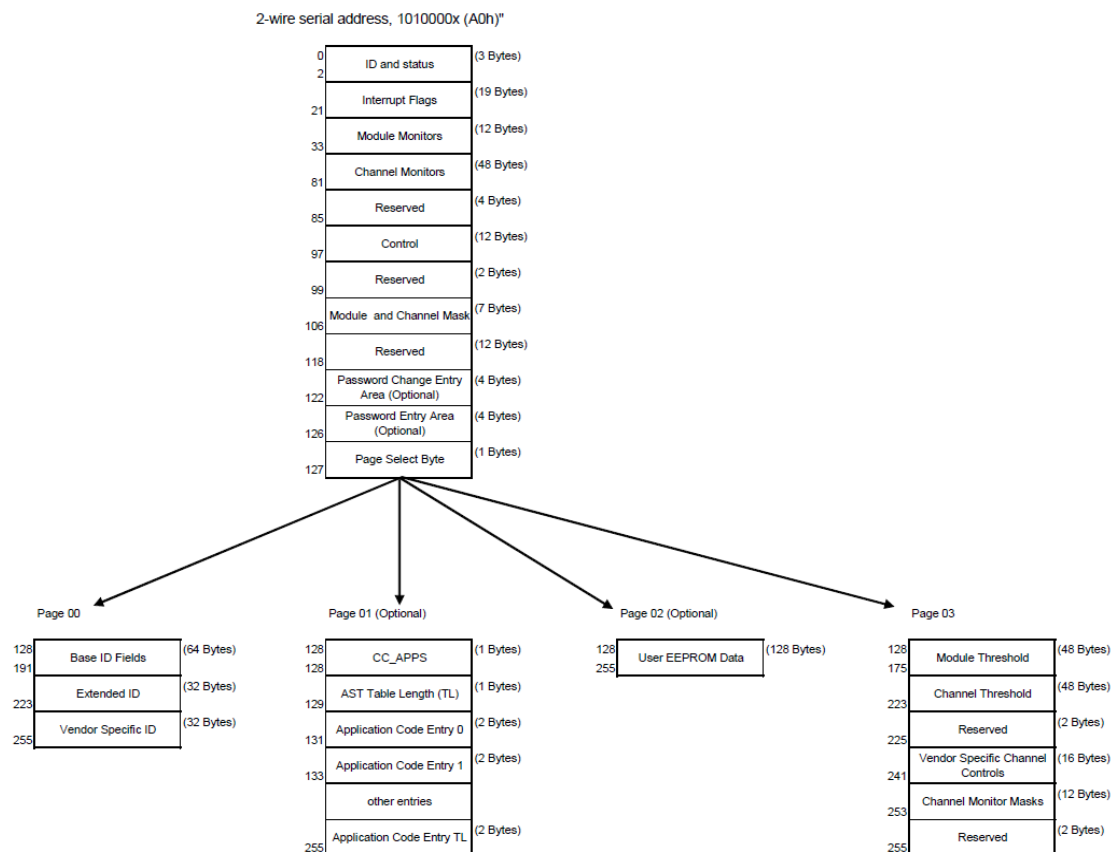 2-wire serial address, 1010000x (A0h)"
0
2
ID and status
(3 Bytes)
21
Interrupt Flags
(19 Bytes)
33
Module Monitors
(12 Bytes)
81
Channel Monitors
(48 Bytes)
85
Reserved
(4 Bytes)
97
Control
(12 Bytes)
99
Reserved
(2 Bytes)
106
Module and Channel Mask
(7 Bytes)
118
Reserved
(12 Bytes)
122
Password Change Entry
Area (Optional)
(4 Bytes)
126
Password Entry Area
(Optional)
(4 Bytes)
127
Page Select Byte
(1 Bytes)
Page 00
128
191
Base ID Fields
(64 Bytes)
223
Extended ID
(32 Bytes)
255
Vendor Specific ID
(32 Bytes)
Page 01 (Optional)
128
128
CC_APPS
(1 Bytes)
129
AST Table Length (TL)
(1 Bytes)
131
Application Code Entry 0
(2 Bytes)
133
Application Code Entry 1
(2 Bytes)
other entries
255
Application Code Entry TL
(2 Bytes)
Page 02 (Optional)
128
255
User EEPROM Data
(128 Bytes)
Page 03
128
175
Module Threshold
(48 Bytes)
223
Channel Threshold
(48 Bytes)
225
Reserved
(2 Bytes)
241
Vendor Specific Channel
Controls
(16 Bytes)
253
Channel Monitor Masks
(12 Bytes)
255
Reserved
(2 Bytes)